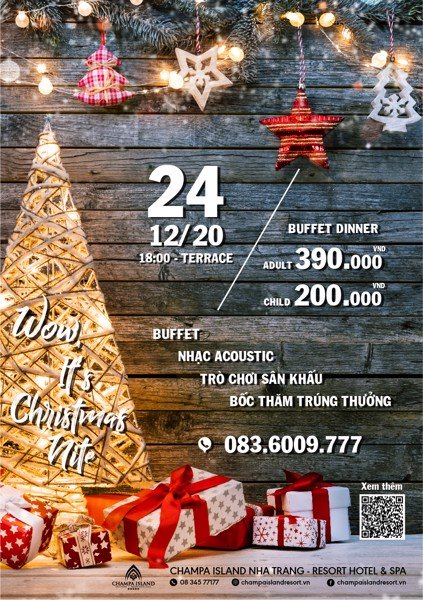 24
12/20
18:00 - TERRACE
BUFFET DINNER
ADULT 390.000 VND
CHILD 200.000 VND
Wow,
It's
Christmas
Nite
BUFFET
NHẠC ACOUSTIC
TRÒ CHƠI SÂN KHẤU
BỐC THĂM TRÚNG THƯỞNG
083.6009.777
Xem thêm
CHAMPA ISLAND
CHAMPA ISLAND NHA TRANG - RESORT HOTEL & SPA
08 345 77177 champaislandresort.vn champaislandresort.vn